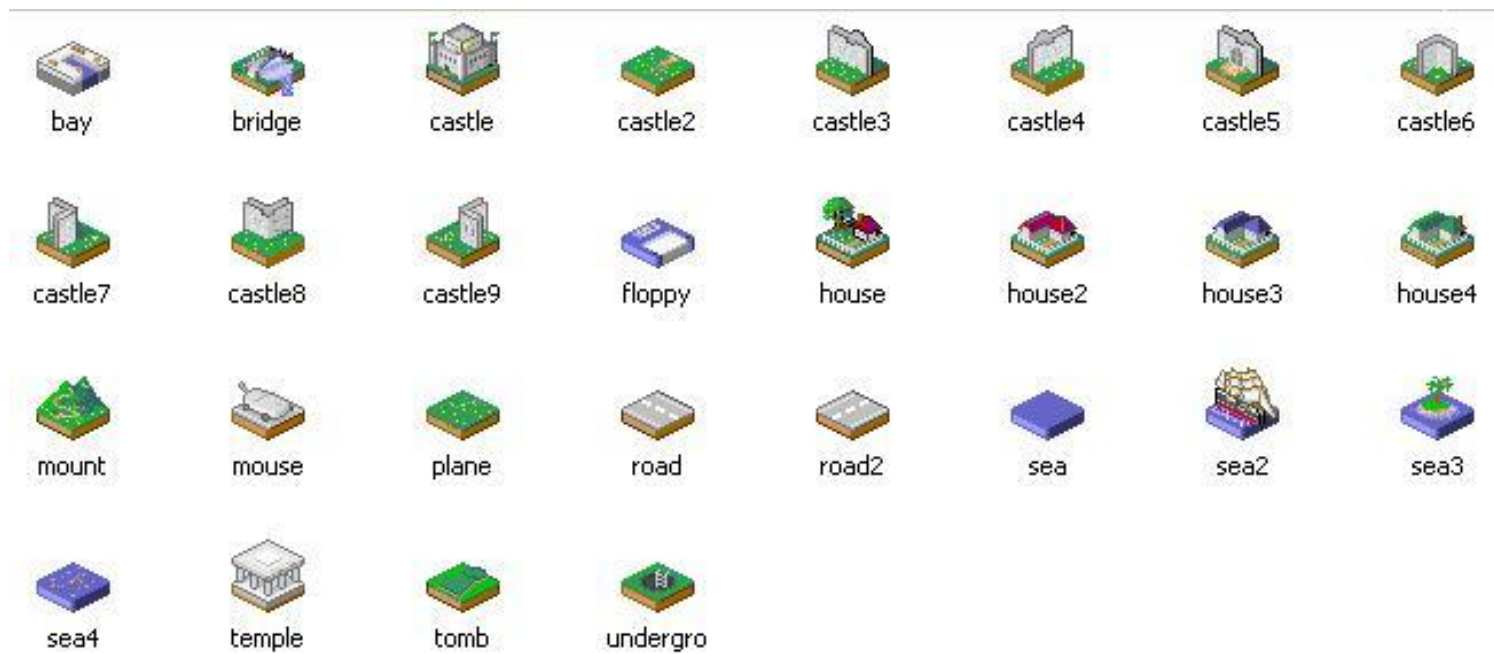 bay bridge castle castle2 castle3 castle4 castle5 castle6
castle7 castle8 castle9 floppy house house2 house3 house4
mount mouse plane road road2 sea sea2 sea3
sea4 temple tomb undergro